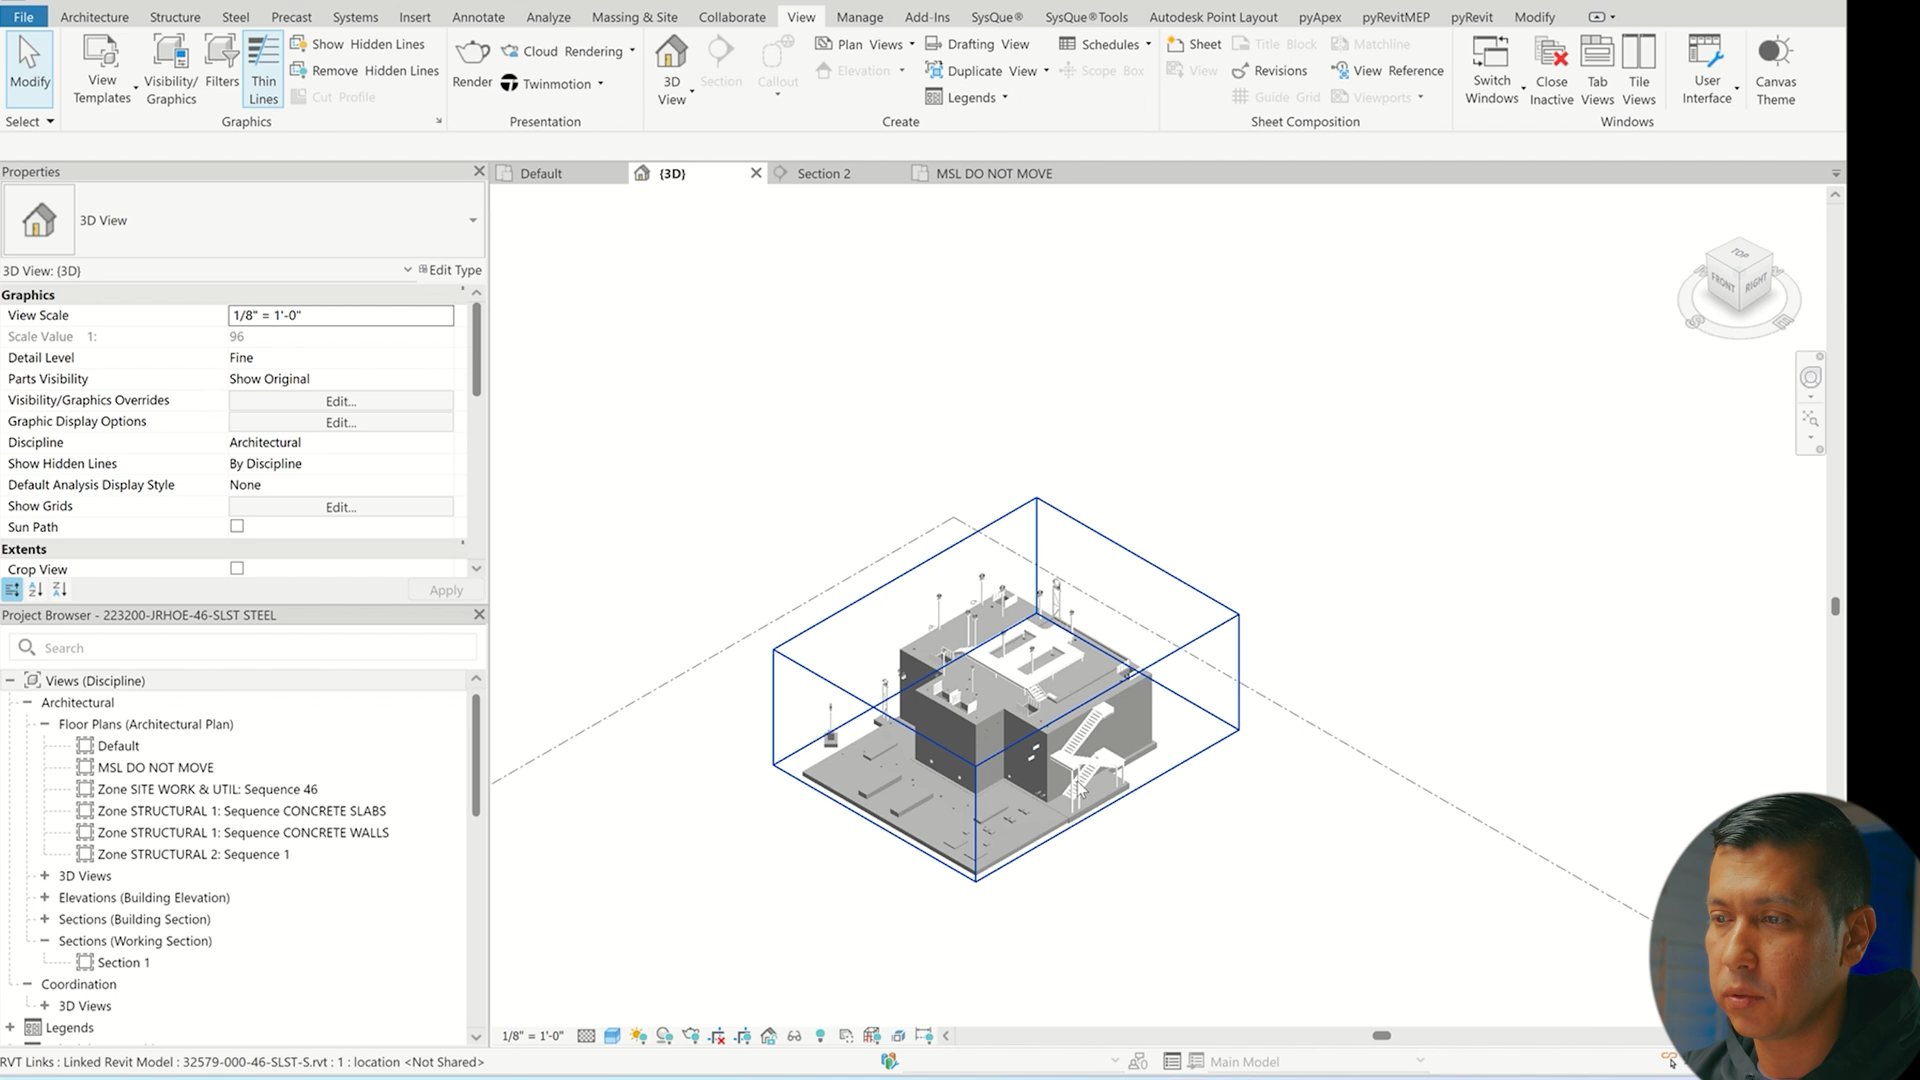 File Architecture Structure Steel Precast Systems Insert Annotate Analyze Massing & Site Collaborate View Manage Add-Ins SysQue® SysQue®Tools Autodesk Point Layout pyApex pyRevitMEP pyRevit Modify
Modify
Select
View Templates
Visibility/ Graphics
Filters
Thin Lines
Show Hidden Lines
Remove Hidden Lines
Cut Profile
Graphics
Render
Cloud Rendering
Twinmotion
Presentation
3D View
Section
Callout
Plan Views
Elevation
Drafting View
Duplicate View
Legends
Schedules
Scope Box
Create
Sheet
View
Title Block
Revisions
Guide Grid
Matchline
View Reference
Viewports
Sheet Composition
Switch Windows
Close Inactive
Tab Views
Tile Views
Windows
User Interface
Canvas Theme
Properties
3D View
3D View: {3D}
Edit Type
Graphics
View Scale 1/8" = 1'-0"
Scale Value 1: 96
Detail Level Fine
Parts Visibility Show Original
Visibility/Graphics Overrides Edit...
Graphic Display Options Edit...
Discipline Architectural
Show Hidden Lines By Discipline
Default Analysis Display Style None
Show Grids Edit...
Sun Path
Extents
Crop View
Apply
Project Browser - 223200-JRHOE-46-SLST STEEL
Search
Views (Discipline)
Architectural
Floor Plans (Architectural Plan)
Default
MSL DO NOT MOVE
Zone SITE WORK & UTIL: Sequence 46
Zone STRUCTURAL 1: Sequence CONCRETE SLABS
Zone STRUCTURAL 1: Sequence CONCRETE WALLS
Zone STRUCTURAL 2: Sequence 1
3D Views
Elevations (Building Elevation)
Sections (Building Section)
Sections (Working Section)
Section 1
Coordination
3D Views
Legends
Default {3D} Section 2 MSL DO NOT MOVE
TOP
FRONT
RIGHT
S
E
1/8" = 1'-0"
RVT Links : Linked Revit Model : 32579-000-46-SLST-S.rvt : 1 : location <Not Shared>
Main Model